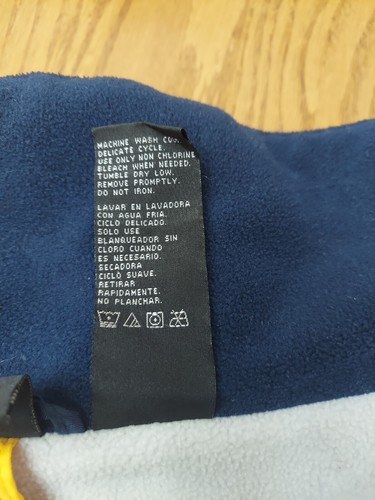 MACHINE WASH COLD
DELICATE CYCLE.
USE ONLY NON CHLORINE
BLEACH WHEN NEEDED.
TUMBLE DRY LOW.
REMOVE PROMPTLY.
DO NOT IRON.
LAVAR EN LAVADORA
CON AGUA FRIA.
CICLO DELICADO.
SOLO USE
BLANQUEADOR SIN
CLORO CUANDO
ES NECESARIO.
SECADORA
CICLO SUAVE.
RETIRAR
RAPIDAMENTE.
NO PLANCHAR.